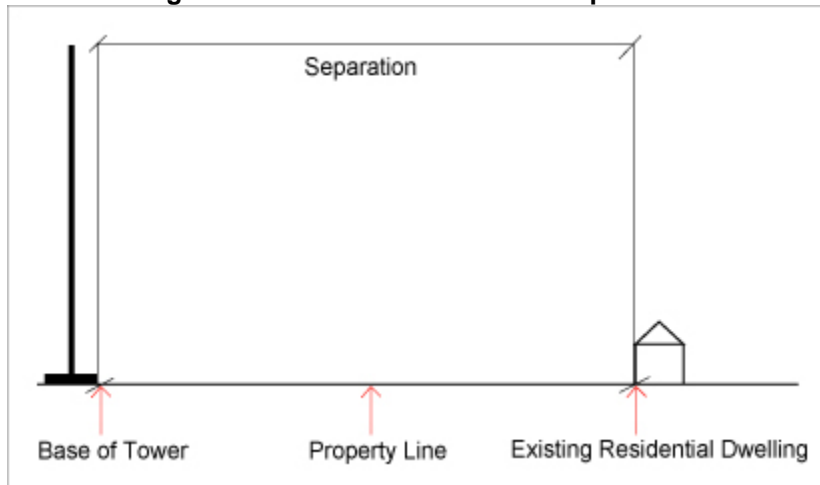 Separation
Base of Tower
Property Line
Existing Residential Dwelling